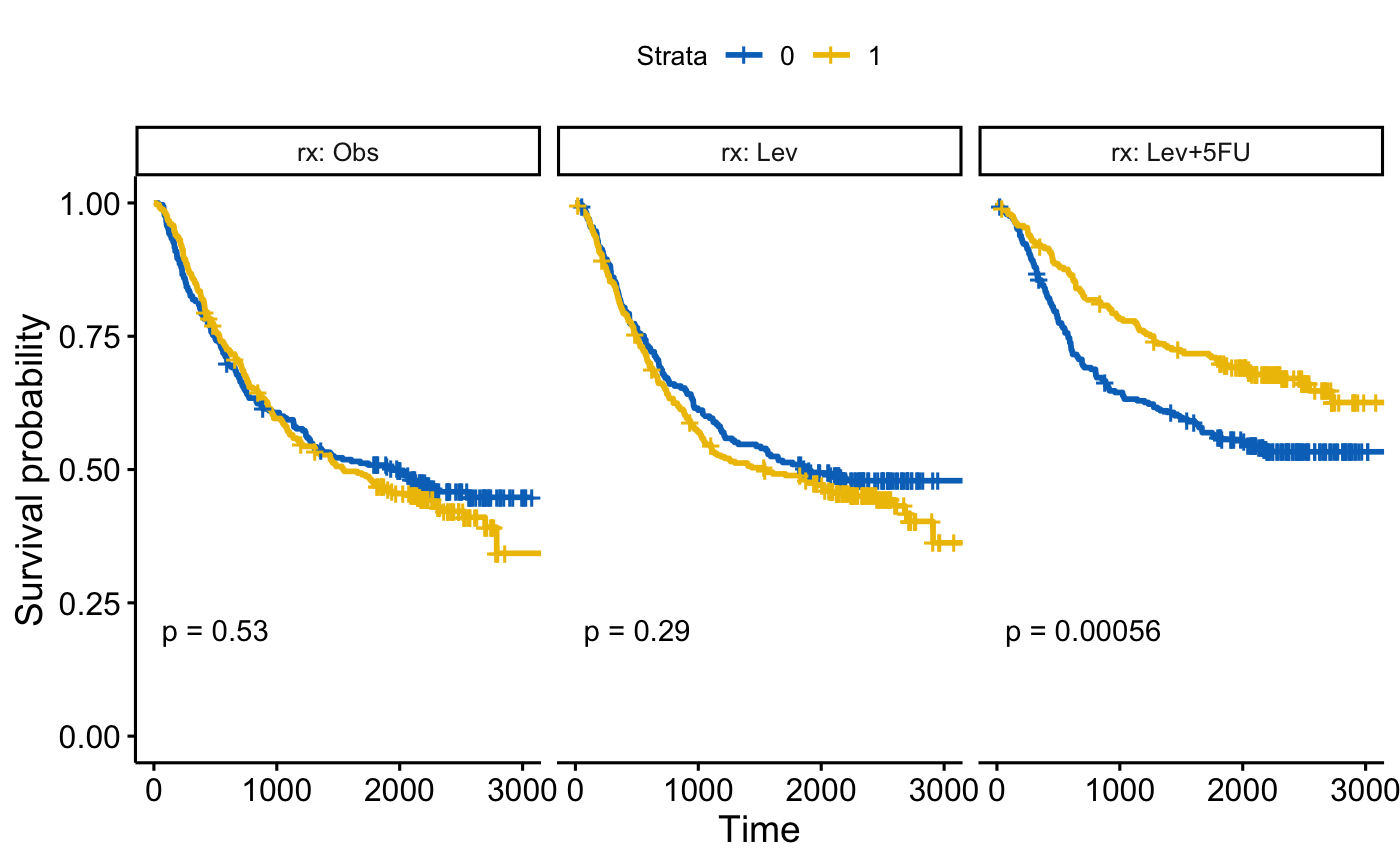 Strata 0 1
rx: Obs
rx: Lev
rx: Lev+5FU
Survival probability
1.00
0.75
0.50
0.25
0.00
p = 0.53
p = 0.29
p = 0.00056
0 1000 2000 3000
0 1000 2000 3000
0 1000 2000 3000
Time